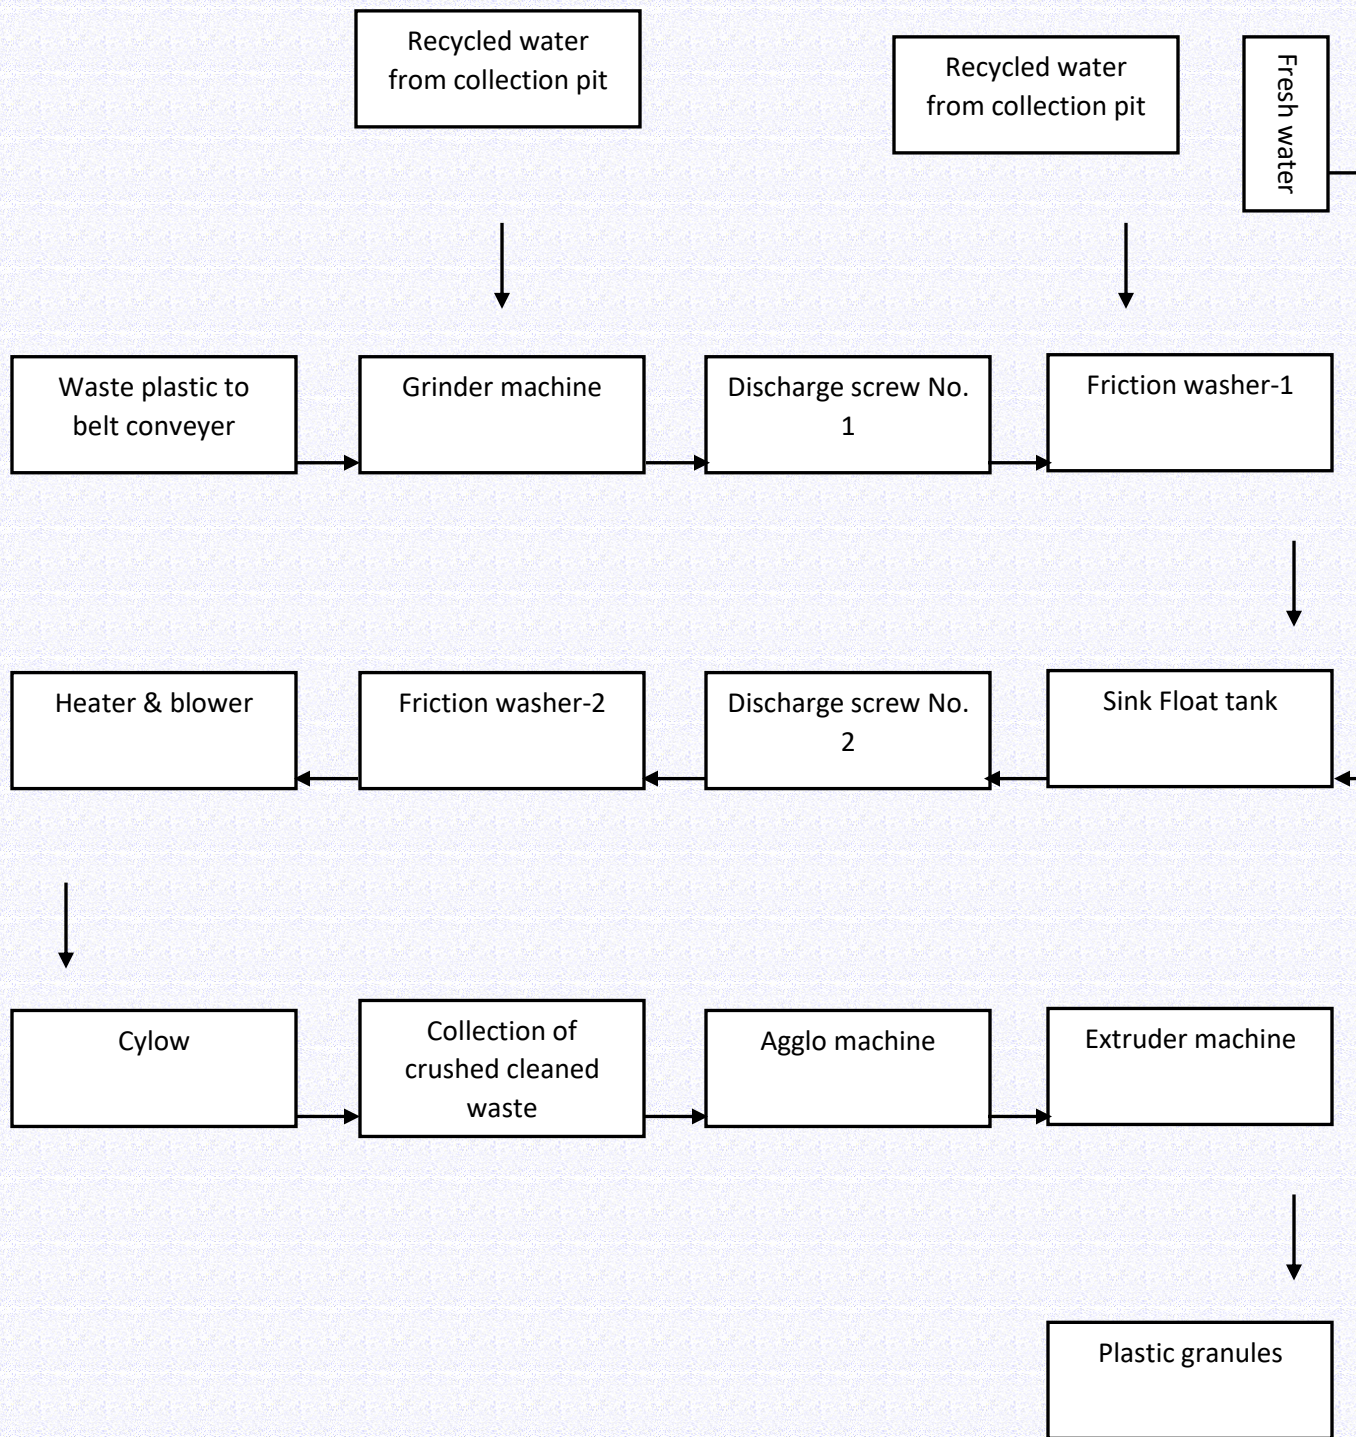 Recycled water
from collection pit
Recycled water
from collection pit
Fresh water
Waste plastic to
belt conveyer
Grinder machine
Discharge screw No.
1
Friction washer-1
Heater & blower
Friction washer-2
Discharge screw No.
2
Sink Float tank
Cylow
Collection of
crushed cleaned
waste
Agglo machine
Extruder machine
Plastic granules